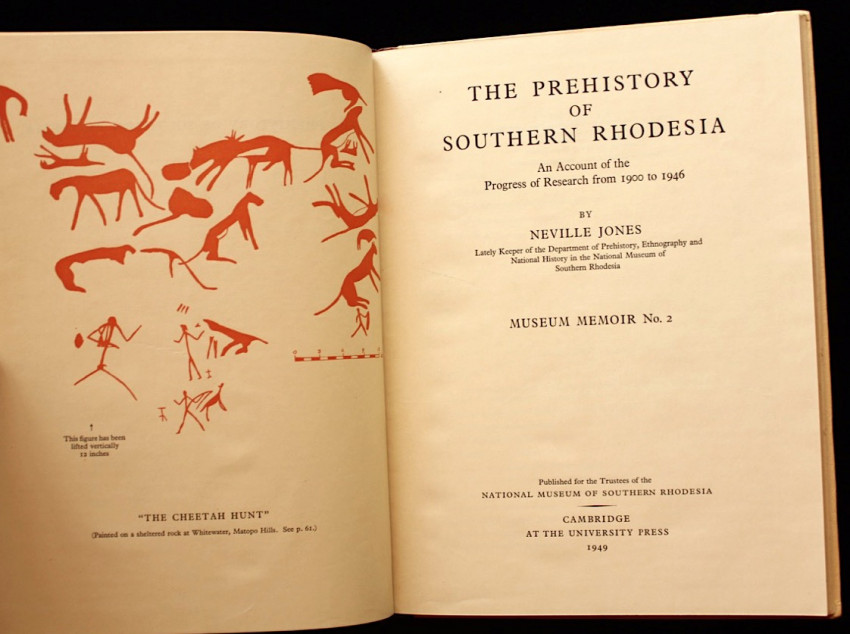 This figure has been
lifted vertically
12 inches
"THE CHEETAH HUNT"
(Painted on a sheltered rock at Whitewater, Matopo Hills. See p. 61.)
THE PREHISTORY
OF
SOUTHERN RHODESIA
An Account of the
Progress of Research from 1900 to 1946
BY
NEVILLE JONES
Lately Keeper of the Department of Prehistory, Ethnography and
National History in the National Museum of
Southern Rhodesia
MUSEUM MEMOIR No. 2
Published for the Trustees of the
NATIONAL MUSEUM OF SOUTHERN RHODESIA
CAMBRIDGE
AT THE UNIVERSITY PRESS
1949